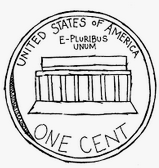 UNITED STATES OF AMERICA
E-PLURIBUS
UNUM
ONE CENT